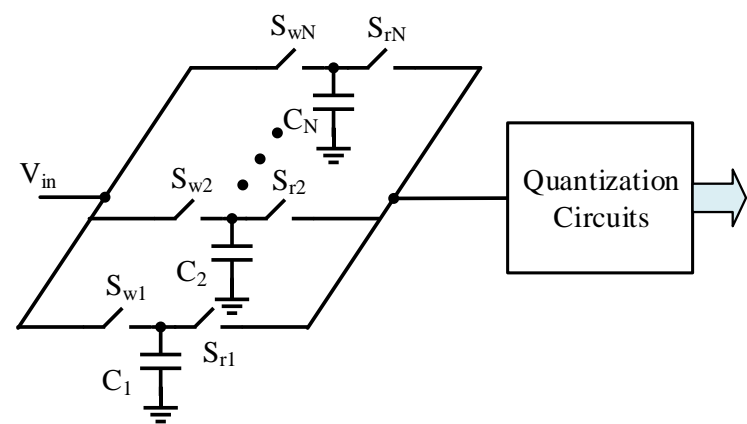 S_wN S_rN
C_N
V_in
S_w2 S_r2
Quantization
Circuits
C_2
S_w1
S_r1
C_1